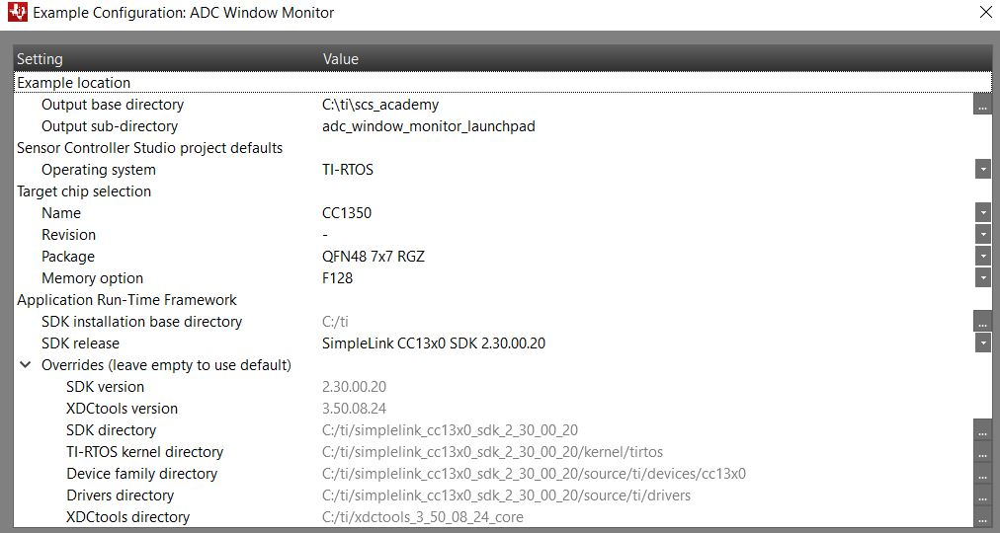 Example Configuration: ADC Window Monitor
Setting Value
Example location
Output base directory C:\ti\scs_academy
Output sub-directory adc_window_monitor_launchpad
Sensor Controller Studio project defaults
Operating system TI-RTOS
Target chip selection
Name CC1350
Revision -
Package QFN48 7x7 RGZ
Memory option F128
Application Run-Time Framework
SDK installation base directory C:/ti
SDK release SimpleLink CC13x0 SDK 2.30.00.20
Overrides (leave empty to use default)
SDK version 2.30.00.20
XDCtools version 3.50.08.24
SDK directory C:/ti/simplelink_cc13x0_sdk_2_30_00_20
TI-RTOS kernel directory C:/ti/simplelink_cc13x0_sdk_2_30_00_20/kernel/tirtos
Device family directory C:/ti/simplelink_cc13x0_sdk_2_30_00_20/source/ti/devices/cc13x0
Drivers directory C:/ti/simplelink_cc13x0_sdk_2_30_00_20/source/ti/drivers
XDCtools directory C:/ti/xdctools_3_50_08_24_core